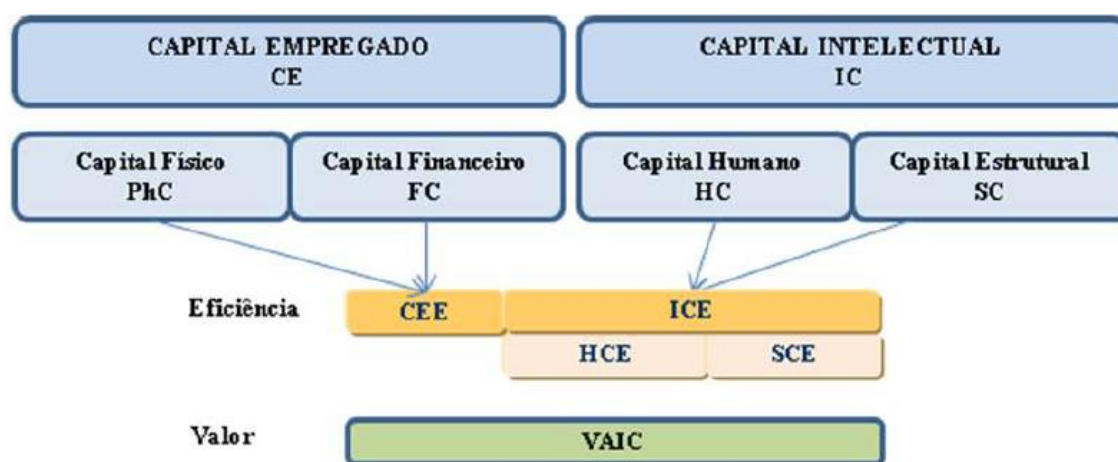 CAPITAL EMPREGADO
CE
CAPITAL INTELECTUAL
IC
Capital Físico
PhC
Capital Financeiro
FC
Capital Humano
HC
Capital Estrutural
SC
Eficiência
CEE
ICE
HCE
SCE
Valor
VAIC